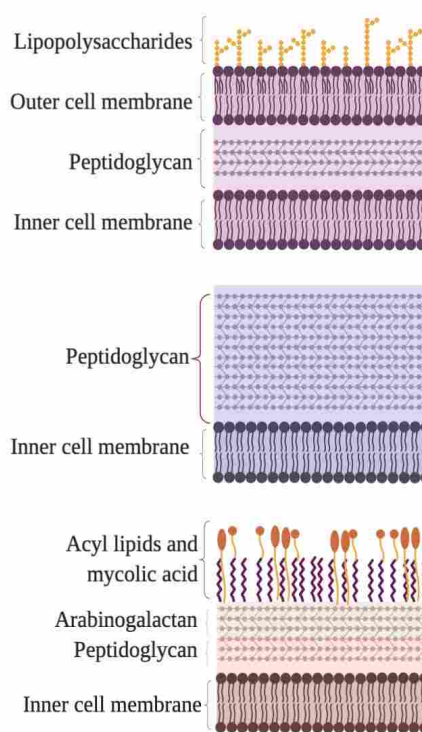 Lipopolysaccharides
Outer cell membrane
Peptidoglycan
Inner cell membrane
Peptidoglycan
Inner cell membrane
Acyl lipids and
mycolic acid
Arabinogalactan
Peptidoglycan
Inner cell membrane